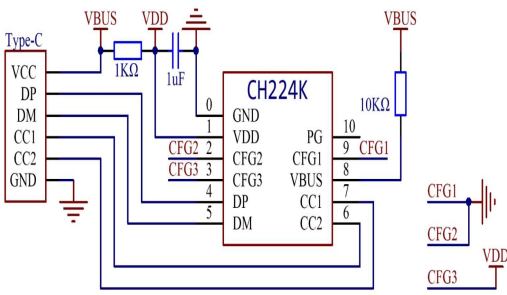 VBUS VDD VBUS
Type-C
1KΩ 1uF
CH224K
VCC
DP
DM
CC1
CC2
GND
10KΩ
0 GND
1 VDD PG 10
CFG2 2 CFG2 CFG1 9 CFG1
CFG3 3 CFG3 VBUS 8
4 DP CC1 7
5 DM CC2 6
CFG1
CFG2
VDD
CFG3